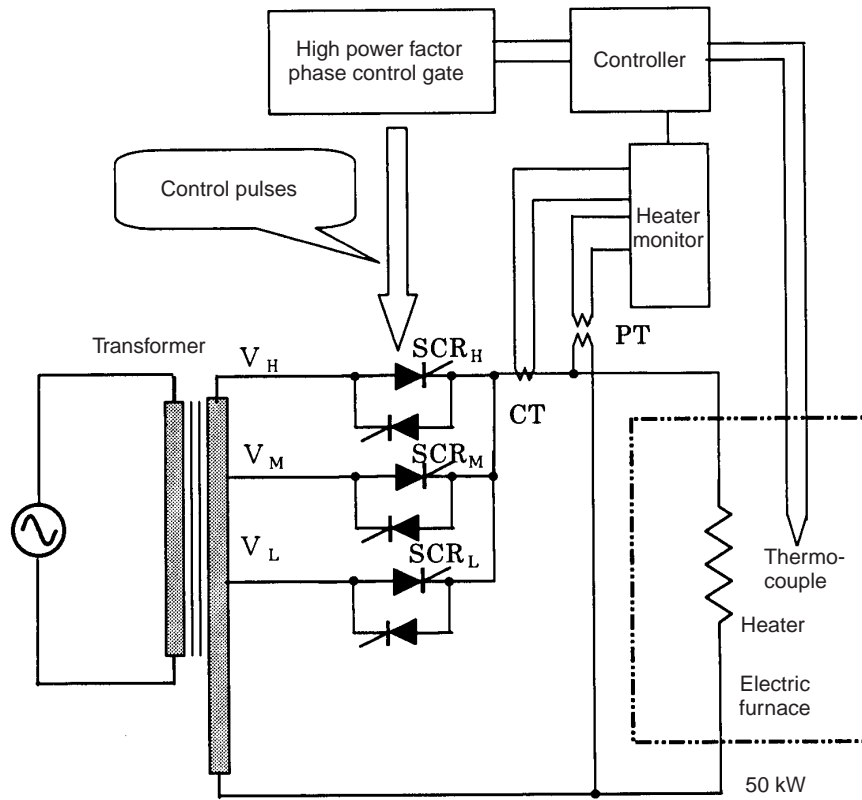 High power factor
phase control gate
Controller
Control pulses
Heater
monitor
Transformer
V H
SCR H
PT
CT
V M
SCR M
V L
SCR L
Thermo-
couple
Heater
Electric
furnace
50 kW